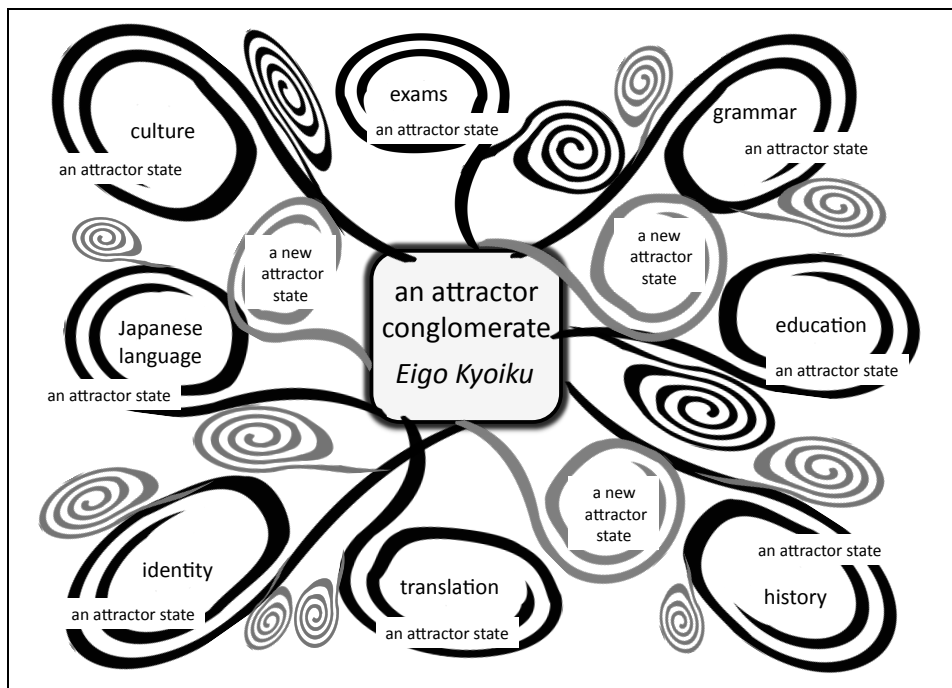 exams
an attractor state
culture
an attractor state
grammar
an attractor state
a new
attractor
state
a new
attractor
state
an attractor
conglomerate
Eigo Kyoiku
Japanese
language
an attractor state
education
an attractor state
a new
attractor
state
identity
an attractor state
translation
an attractor state
an attractor state
history